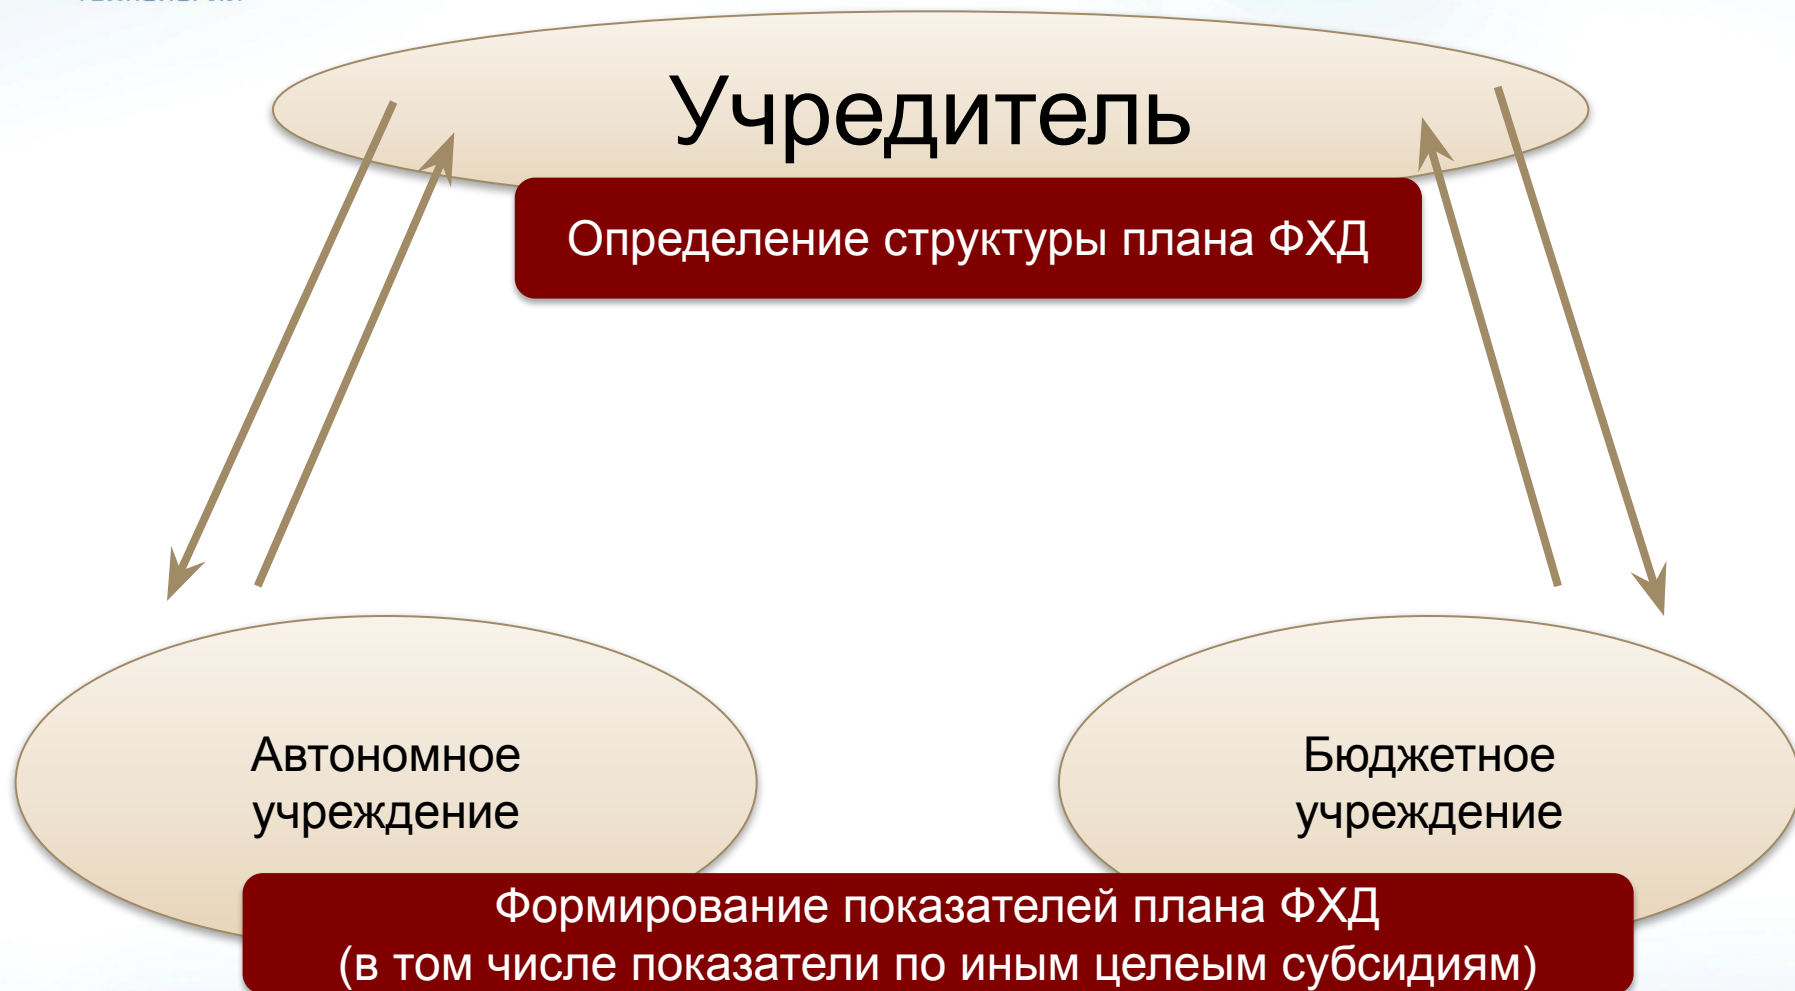 Учредитель
Определение структуры плана ФХД
Автономное
учреждение
Бюджетное
учреждение
Формирование показателей плана ФХД
(в том числе показатели по иным целеым субсидиям)